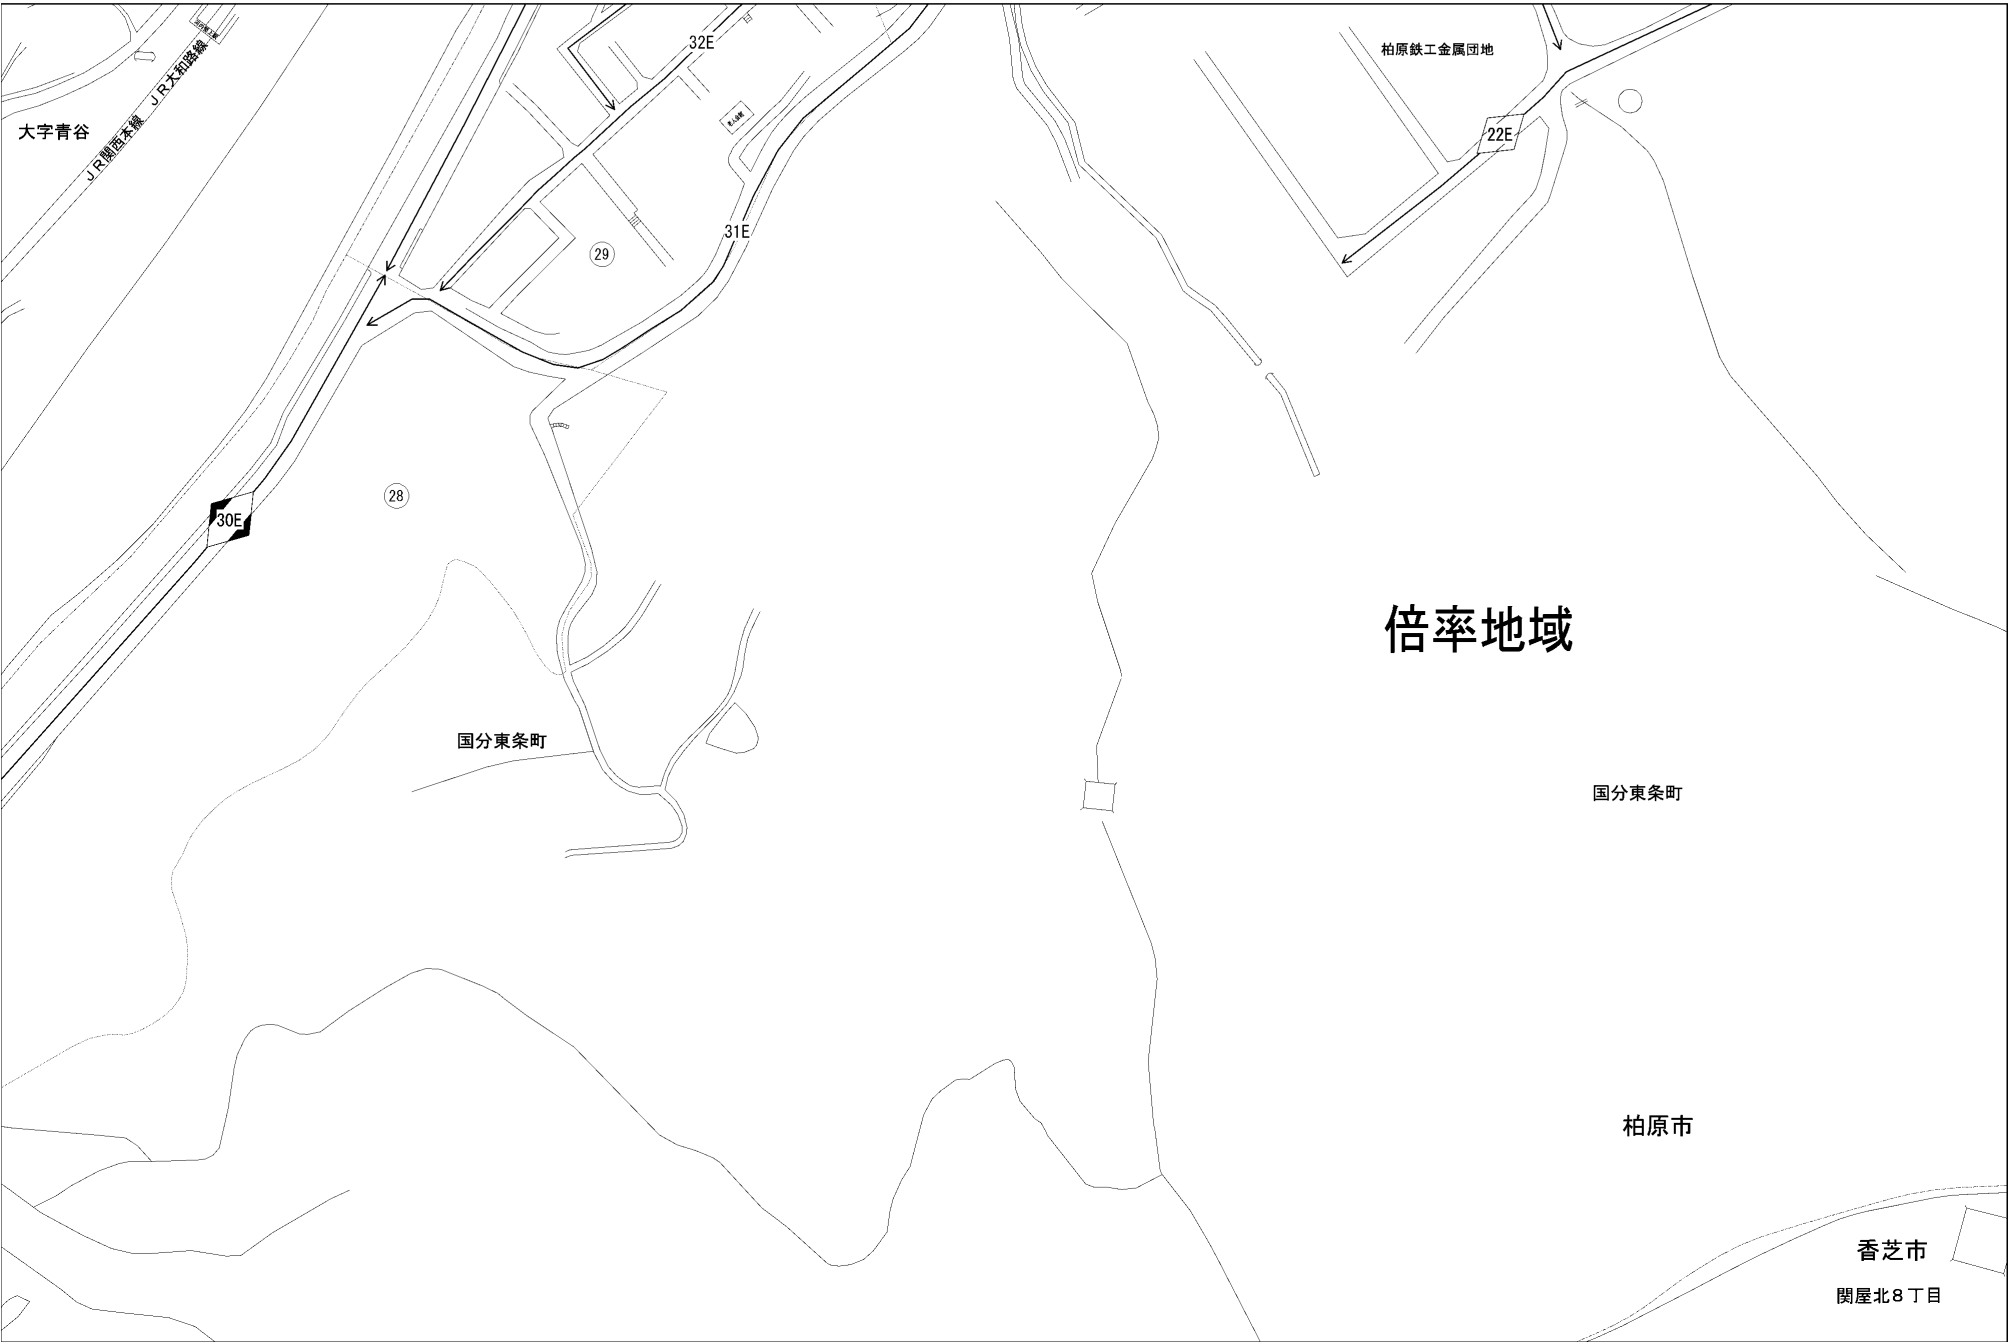 32E
柏原鉄工金属団地
JR大和路線
大字青谷
JR関西本線
22E
31E
29
28
30E
倍率地域
国分東条町
国分東条町
柏原市
香芝市
関屋北8丁目